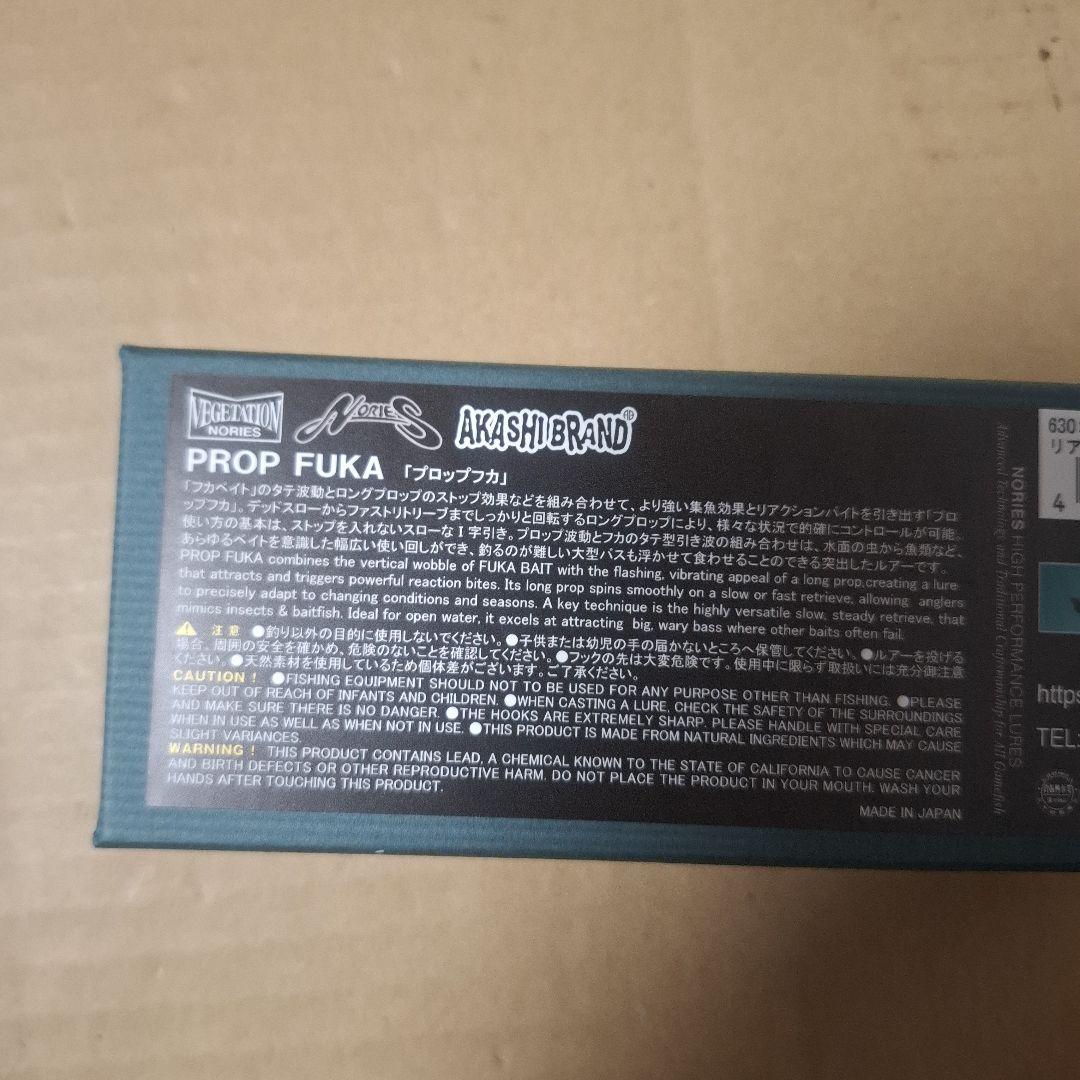 VEGETATION
NORIES
NORIES
AKASHI BRAND
AB
PROP FUKA 「プロップフカ」
「フカベイト」のタテ波動とロングプロップのストップ効果などを組み合わせて、より強い集魚効果とリアクションバイトを引き出す「プロ
ップフカ」。デッドスローからファストリトリーブまでしっかりと回転するロングプロップにより、様々な状況で的確にコントロールが可能。
使い方の基本は、ストップを入れないスローなI字引き。プロップ波動とフカのタテ型引き波の組み合わせは、水面の虫から魚類など、
あらゆるベイトを意識した幅広い使い回しができ、釣るのが難しい大型バスも浮かせて食わせることのできる突出したルアーです。
PROP FUKA combines the vertical wobble of FUKA BAIT with the flashing, vibrating appeal of a long prop,creating a lure
that attracts and triggers powerful reaction bites. Its long prop spins smoothly on a slow or fast retrieve, allowing anglers
to precisely adapt to changing conditions and seasons. A key technique is the highly versatile slow, steady retrieve, that
mimics insects & baitfish. Ideal for open water, it excels at attracting big, wary bass where other baits often fail.
注意 ●釣り以外の目的に使用しないでください。●子供または幼児の手の届かないところへ保管してください。●ルアーを投げる
場合、周囲の安全を確かめ、危険のないことを確認してください。●フックの先は大変危険です。使用中に限らず取扱いには充分御注意
ください。●天然素材を使用しているため個体差がございます。ご了承ください。
CAUTION! ●FISHING EQUIPMENT SHOULD NOT TO BE USED FOR ANY PURPOSE OTHER THAN FISHING. ●PLEASE
KEEP OUT OF REACH OF INFANTS AND CHILDREN. ●WHEN CASTING A LURE, CHECK THE SAFETY OF THE SURROUNDINGS
AND MAKE SURE THERE IS NO DANGER. ●THE HOOKS ARE EXTREMELY SHARP. PLEASE HANDLE WITH SPECIAL CARE
WHEN IN USE AS WELL AS WHEN NOT IN USE. ●THIS PRODUCT IS MADE FROM NATURAL INGREDIENTS WHICH MAY CAUSE
SLIGHT VARIANCES.
WARNING! THIS PRODUCT CONTAINS LEAD, A CHEMICAL KNOWN TO THE STATE OF CALIFORNIA TO CAUSE CANCER
AND BIRTH DEFECTS OR OTHER REPRODUCTIVE HARM. DO NOT PLACE THE PRODUCT IN YOUR MOUTH. WASH YOUR
HANDS AFTER TOUCHING THIS PRODUCT.
MADE IN JAPAN
NORIES HIGH PERFORMANCE LURES
Advanced Technology and Traditional Craftsmanship for All Gamefish
630
リア
4
https
TEL: